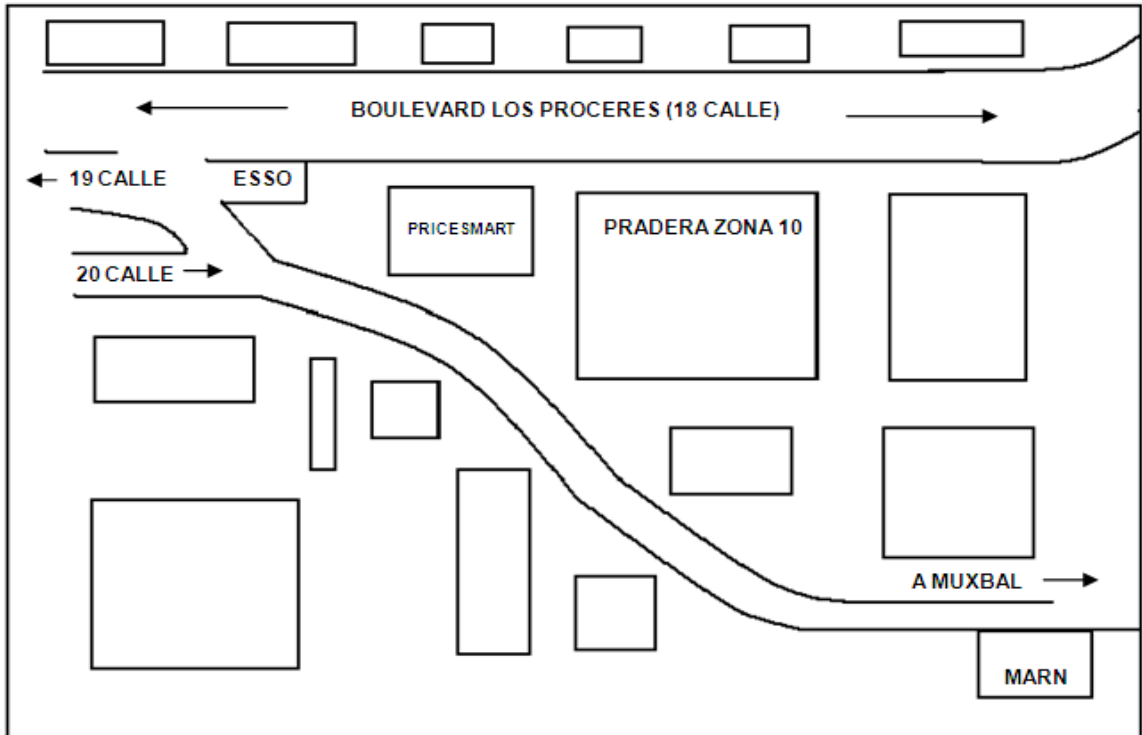 BOULEVARD LOS PROCERES (18 CALLE)
19 CALLE
ESSO
PRICESMART
PRADERA ZONA 10
20 CALLE
A MUXBAL
MARN